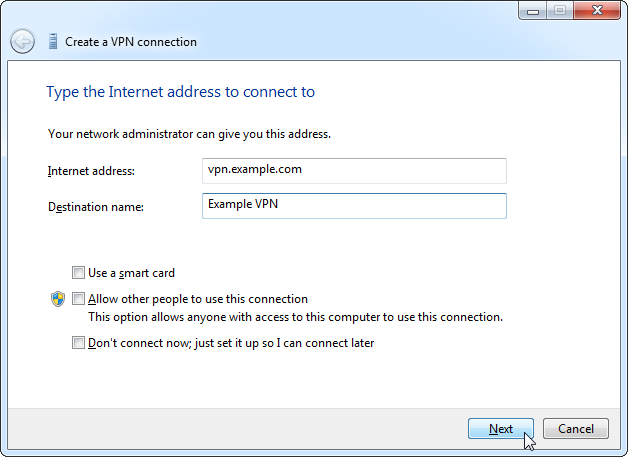 Create a VPN connection
Type the Internet address to connect to
Your network administrator can give you this address.
Internet address: vpn.example.com
Destination name: Example VPN
Use a smart card
Allow other people to use this connection
This option allows anyone with access to this computer to use this connection.
Don't connect now; just set it up so I can connect later
Next Cancel